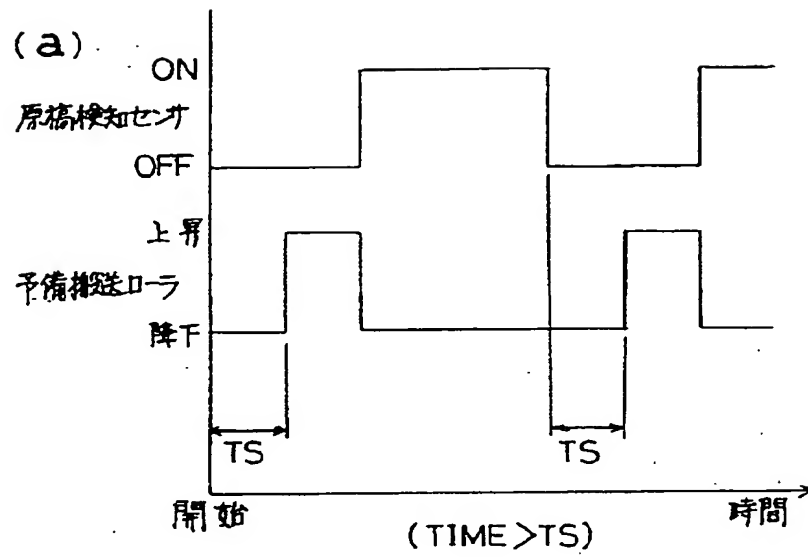 (a)
ON
原稿検知センサ
OFF
上昇
予備搬送ローラ
降下
TS
TS
開始
時間
(TIME>TS)